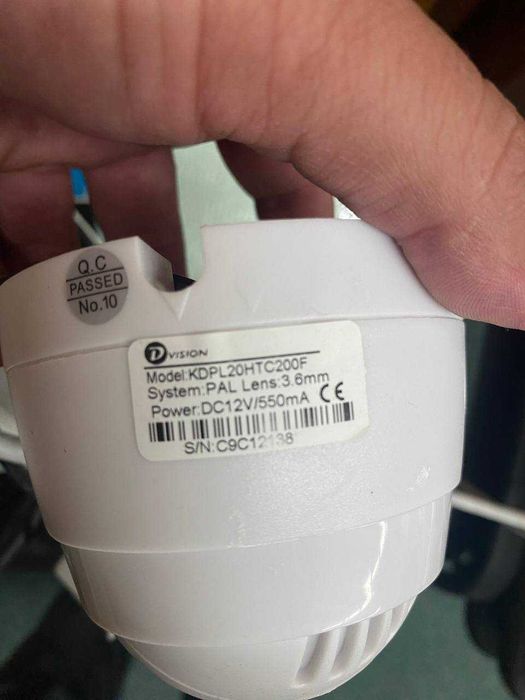 Q.C
PASSED
No.10
D VISION
Model:KDPL20HTC200F
System:PAL Lens:3.6mm
Power:DC12V/550mA CE
S/N:C9C12138